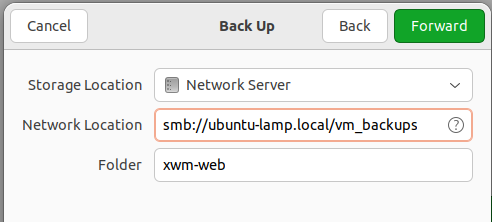 Cancel Back Up Back Forward
Storage Location Network Server
Network Location smb://ubuntu-lamp.local/vm_backups ?
Folder xwm-web